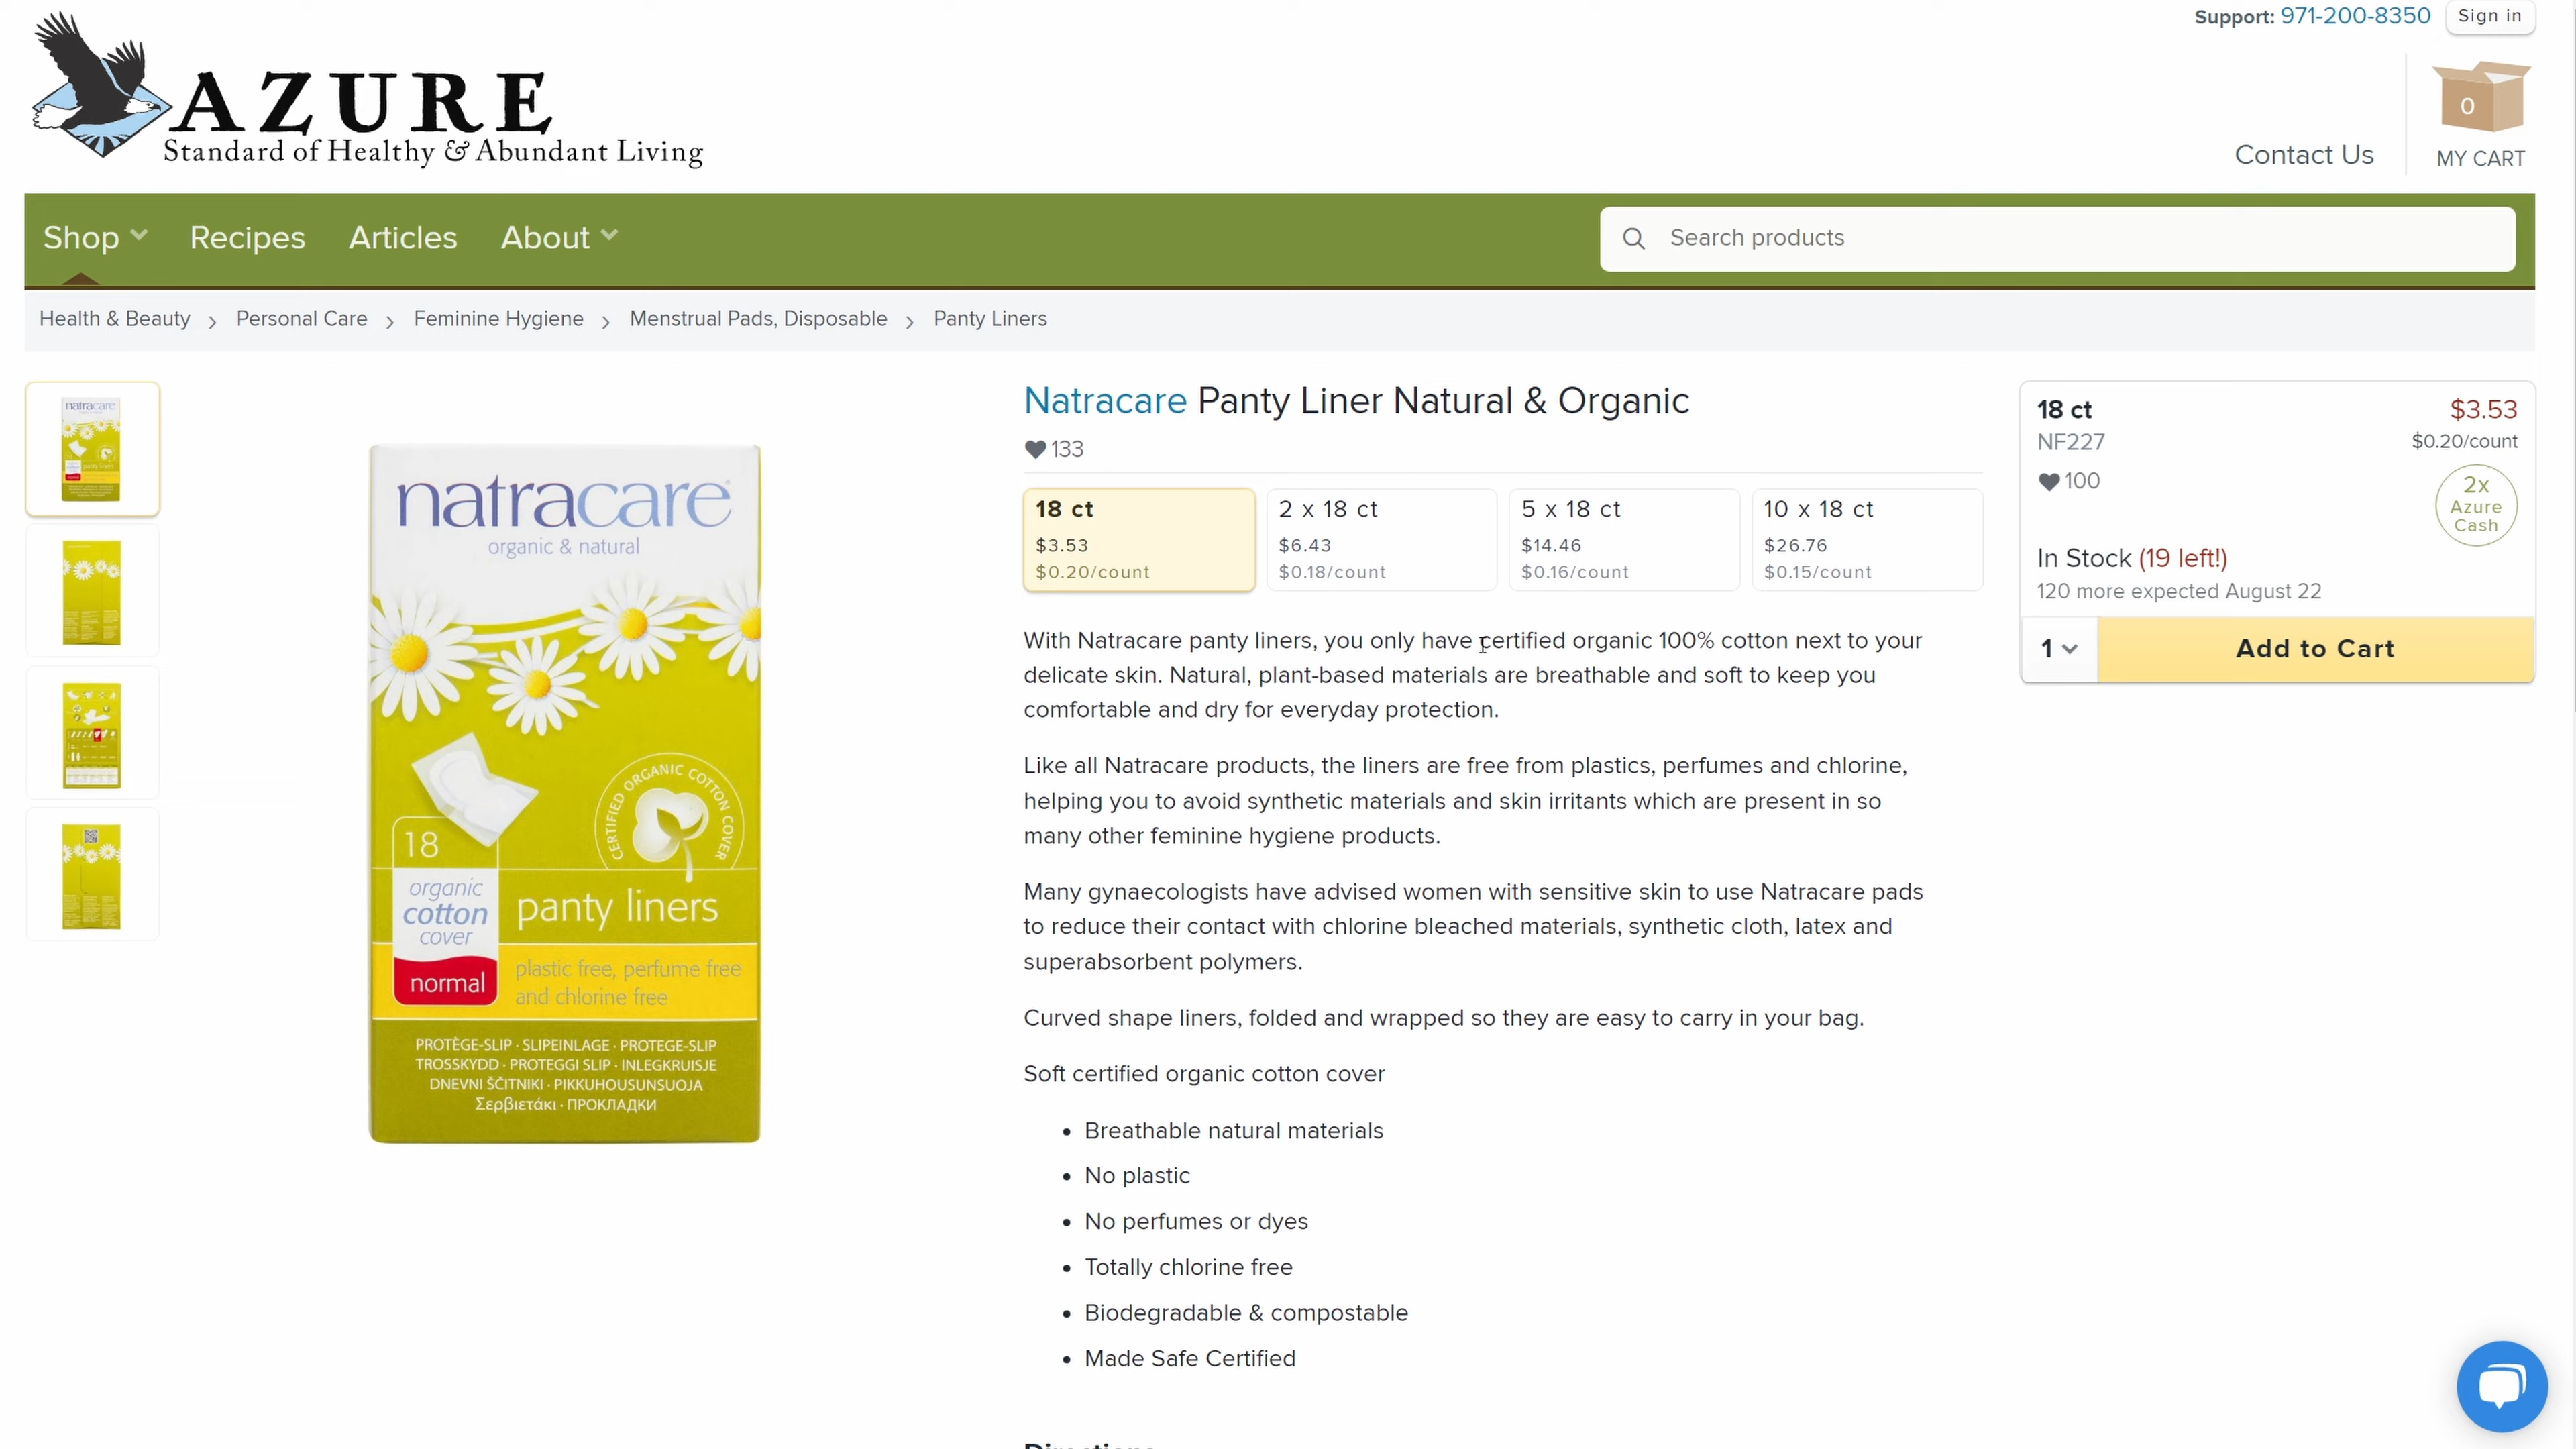 Support: 971-200-8350 Sign in
AZURE
Standard of Healthy & Abundant Living
Contact Us
0
MY CART
Shop Recipes Articles About
Search products
Health & Beauty > Personal Care > Feminine Hygiene > Menstrual Pads, Disposable > Panty Liners
natracare
organic & natural
CERTIFIED ORGANIC COTTON COVER
18
organic
cotton
cover
normal
panty liners
plastic free, perfume free
and chlorine free
PROTÈGE-SLIP · SLIPEINLAGE · PROTEGE-SLIP
TROSSKYDD · PROTEGGI SLIP · INLEGKRUISJE
DNEVNI ŠČITNIKI · PIKKUHOUSUNSUOJA
Σερβιετάκι · ПРОКЛАДКИ
Natracare Panty Liner Natural & Organic
133
18 ct
$3.53
$0.20/count
2 x 18 ct
$6.43
$0.18/count
5 x 18 ct
$14.46
$0.16/count
10 x 18 ct
$26.76
$0.15/count
With Natracare panty liners, you only have certified organic 100% cotton next to your
delicate skin. Natural, plant-based materials are breathable and soft to keep you
comfortable and dry for everyday protection.
Like all Natracare products, the liners are free from plastics, perfumes and chlorine,
helping you to avoid synthetic materials and skin irritants which are present in so
many other feminine hygiene products.
Many gynaecologists have advised women with sensitive skin to use Natracare pads
to reduce their contact with chlorine bleached materials, synthetic cloth, latex and
superabsorbent polymers.
Curved shape liners, folded and wrapped so they are easy to carry in your bag.
Soft certified organic cotton cover
• Breathable natural materials
• No plastic
• No perfumes or dyes
• Totally chlorine free
• Biodegradable & compostable
• Made Safe Certified
18 ct
$3.53
NF227
$0.20/count
100
2x
Azure
Cash
In Stock (19 left!)
120 more expected August 22
1
Add to Cart